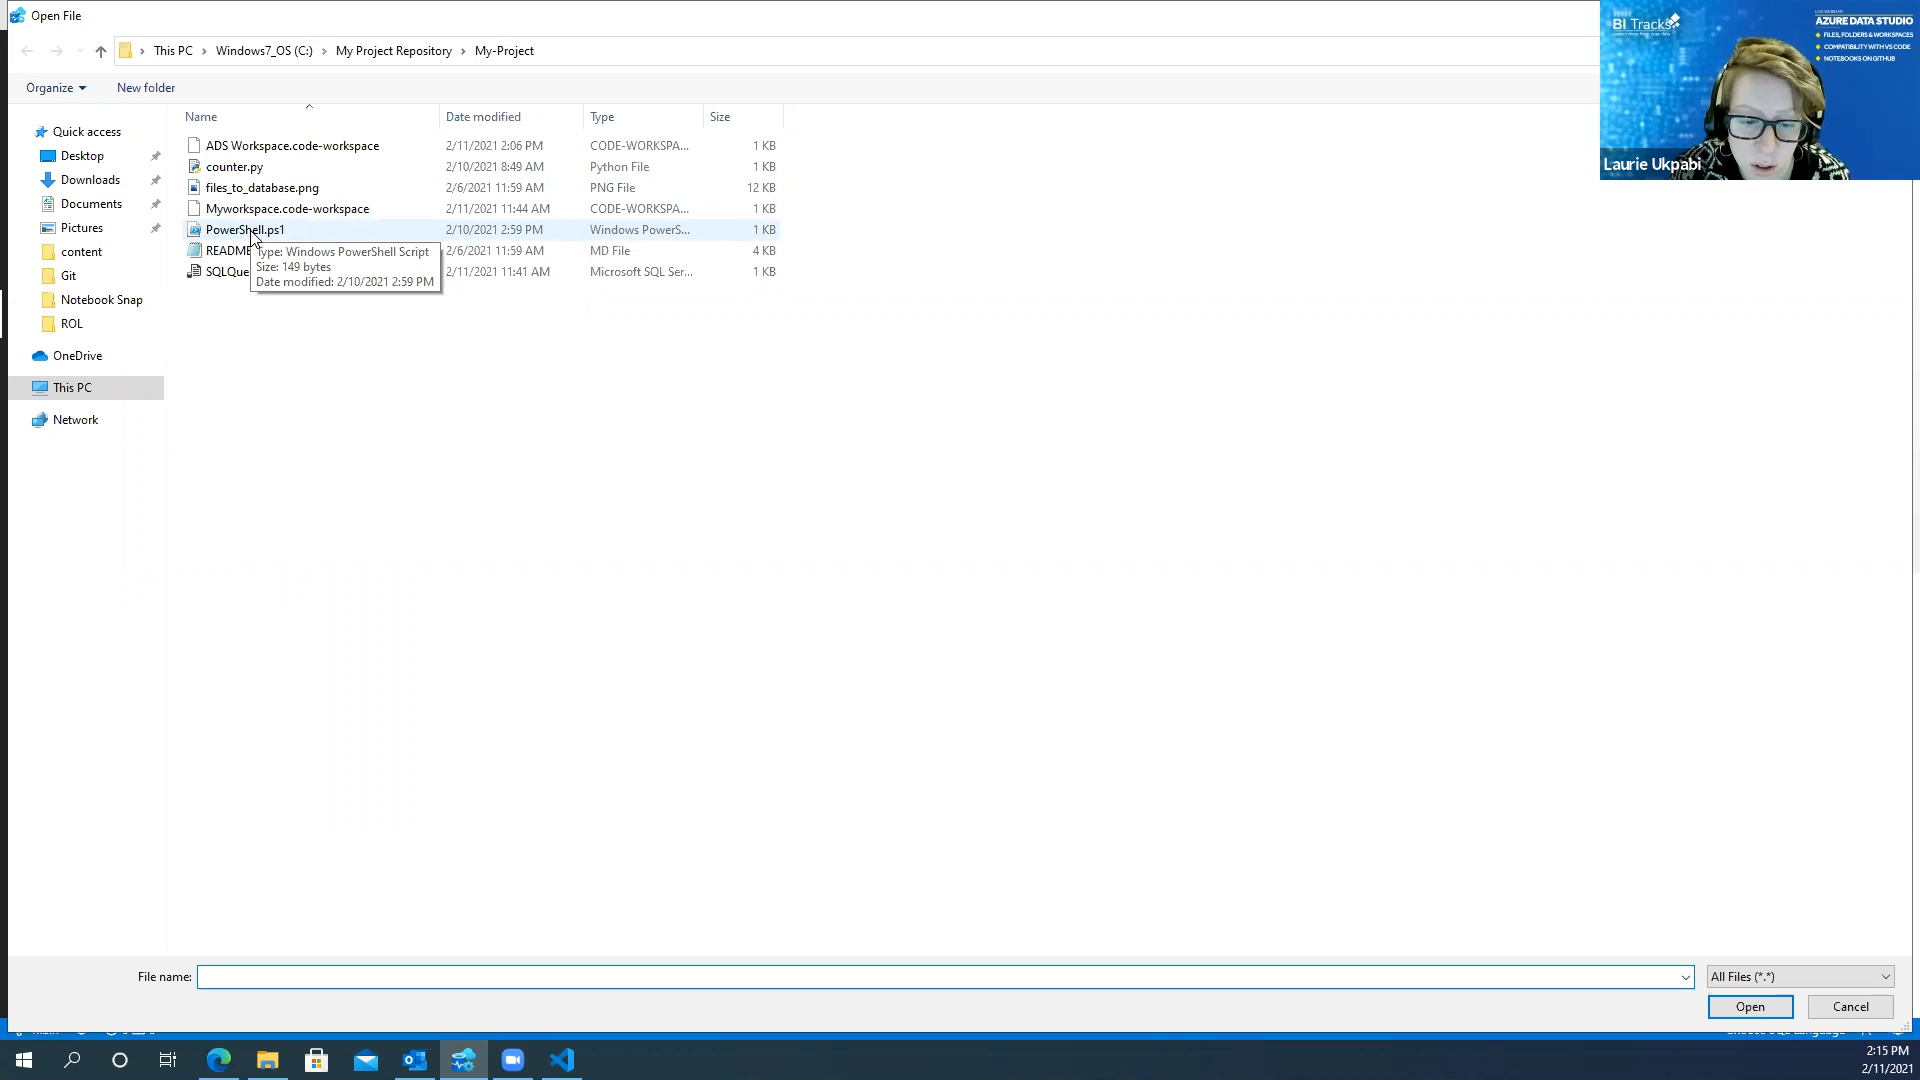 Open File
This PC > Windows7_OS (C:) > My Project Repository > My-Project
Organize New folder
Name Date modified Type Size
Quick access
Desktop
Downloads
Documents
Pictures
content
Git
Notebook Snap
ROL
OneDrive
This PC
Network
ADS Workspace.code-workspace 2/11/2021 2:06 PM CODE-WORKSPA... 1 KB
counter.py 2/10/2021 8:49 AM Python File 1 KB
files_to_database.png 2/6/2021 11:59 AM PNG File 12 KB
Myworkspace.code-workspace 2/11/2021 11:44 AM CODE-WORKSPA... 1 KB
PowerShell.ps1 2/10/2021 2:59 PM Windows PowerS... 1 KB
README 2/6/2021 11:59 AM MD File 4 KB
SQLQue 2/11/2021 11:41 AM Microsoft SQL Ser... 1 KB
Type: Windows PowerShell Script
Size: 149 bytes
Date modified: 2/10/2021 2:59 PM
BI Tracks
LIVE WEBINAR
AZURE DATA STUDIO
FILES, FOLDERS & WORKSPACES
COMPATIBILITY WITH VS CODE
NOTEBOOKS ON GITHUB
Laurie Ukpabi
File name: All Files (*.*)
Open Cancel
2:15 PM
2/11/2021